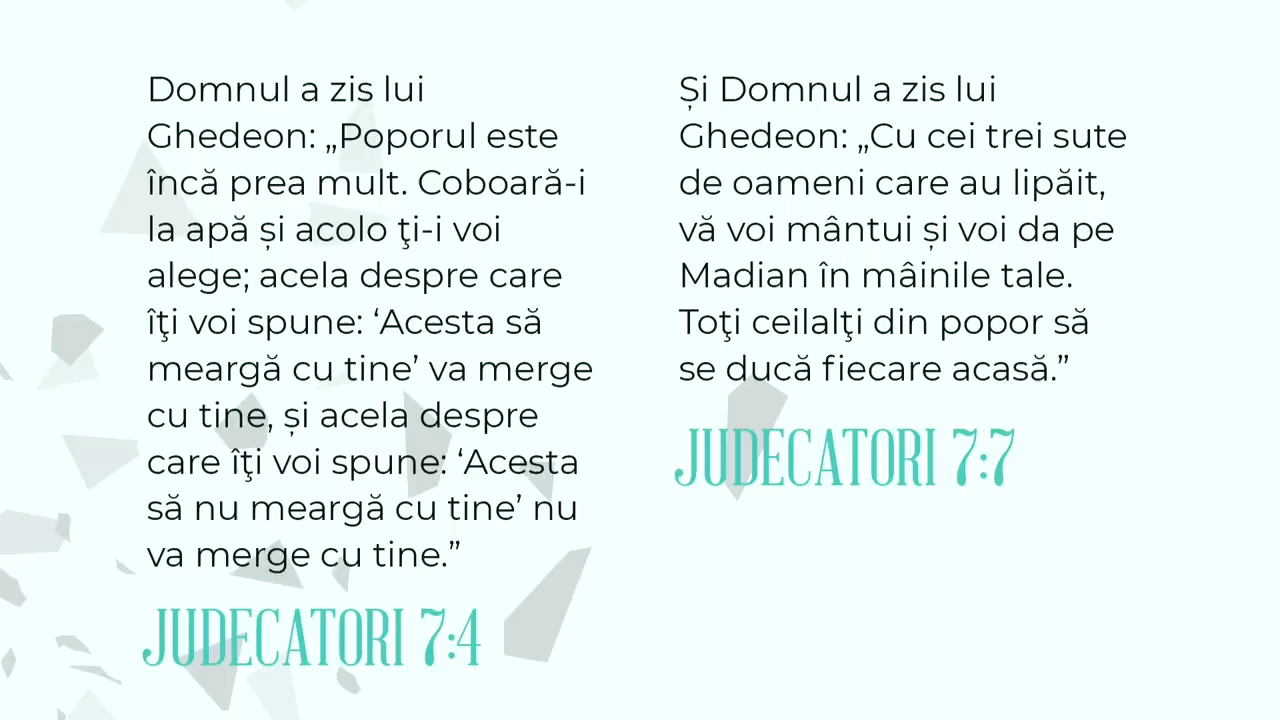 Domnul a zis lui
Ghedeon: „Poporul este
încă prea mult. Coboară-i
la apă și acolo ţi-i voi
alege; acela despre care
îţi voi spune: ‘Acesta să
meargă cu tine’ va merge
cu tine, și acela despre
care îţi voi spune: ‘Acesta
să nu meargă cu tine’ nu
va merge cu tine.”
JUDECATORI 7:4
Și Domnul a zis lui
Ghedeon: „Cu cei trei sute
de oameni care au lipăit,
vă voi mântui și voi da pe
Madian în mâinile tale.
Toţi ceilalţi din popor să
se ducă fiecare acasă.”
JUDECATORI 7:7